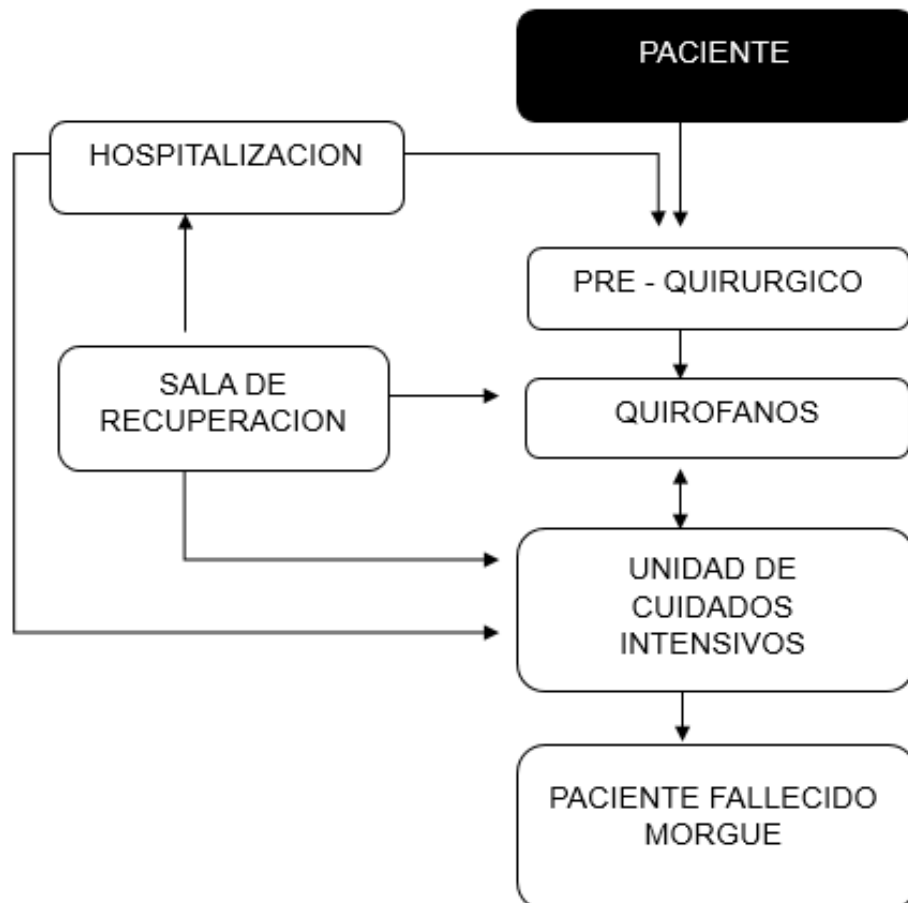 PACIENTE
HOSPITALIZACION
PRE - QUIRURGICO
SALA DE
RECUPERACION
QUIROFANOS
UNIDAD DE
CUIDADOS
INTENSIVOS
PACIENTE FALLECIDO
MORGUE